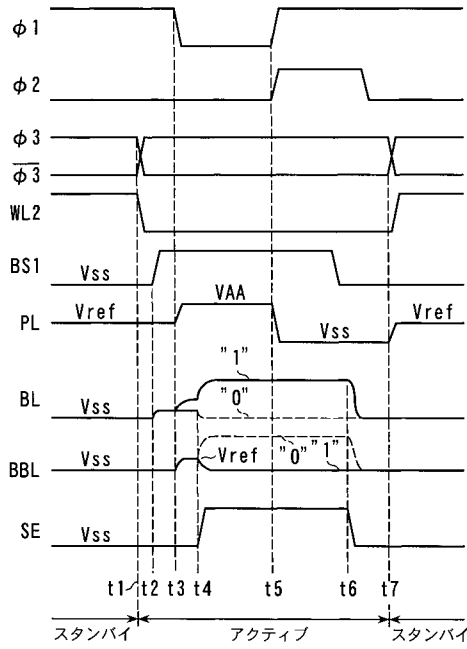 φ1
φ2
φ3
φ3
WL2
BS1 Vss
VAA
PL Vref Vss Vref
"1"
BL Vss "0"
BBL Vss Vref "0" "1"
SE Vss
t1 t2 t3 t4 t5 t6 t7
スタンバイ アクティブ スタンバイ